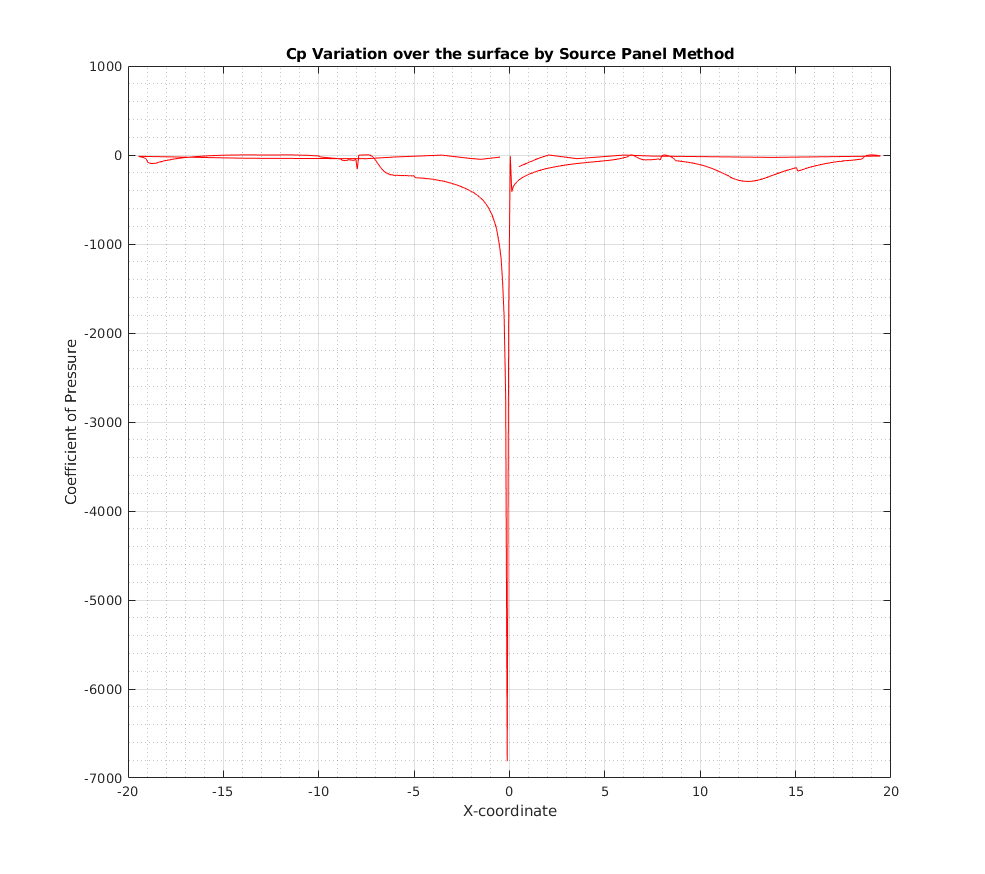 Cp Variation over the surface by Source Panel Method
1000
0
-1000
-2000
-3000
-4000
-5000
-6000
-7000
Coefficient of Pressure
-20 -15 -10 -5 0 5 10 15 20
X-coordinate